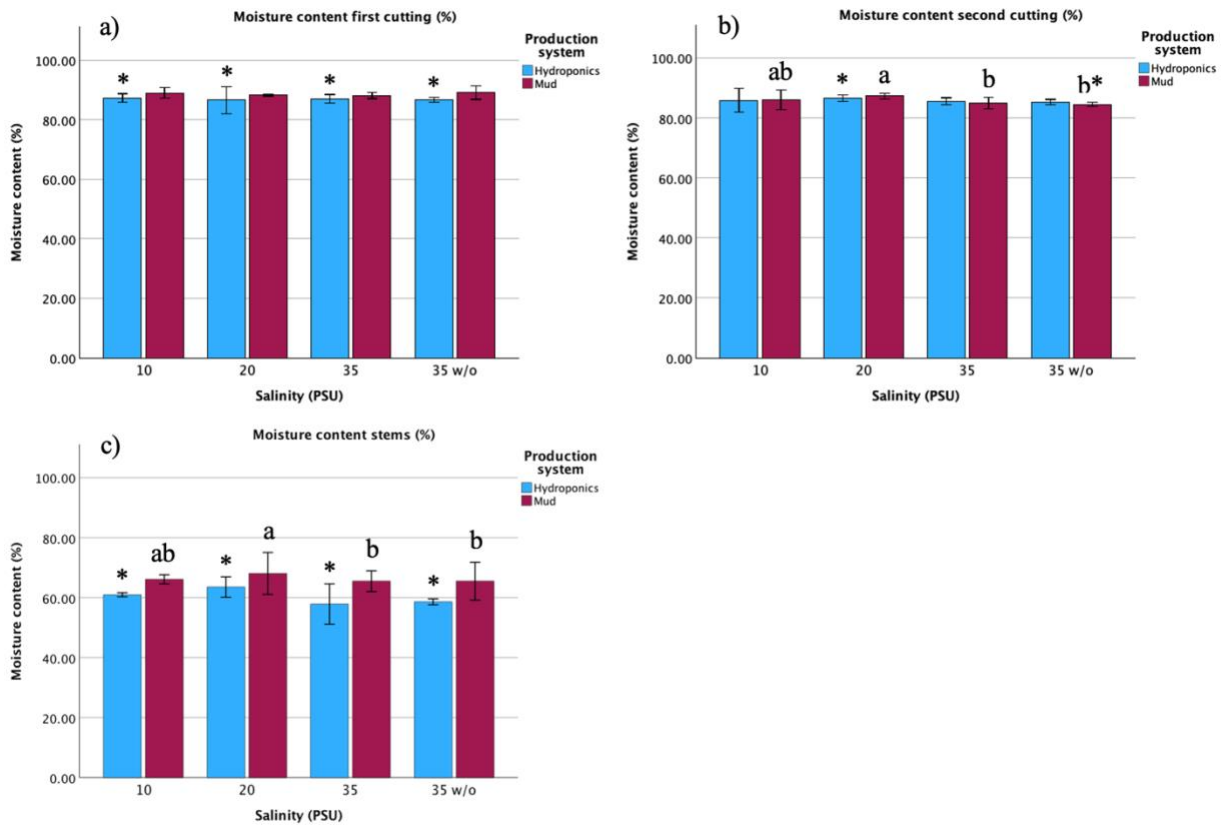 a)
Moisture content first cutting (%)
Production
system
Hydroponics
Mud
* * * *
100.00
80.00
60.00
40.00
20.00
0.00
Moisture content (%)
10 20 35 35 w/o
Salinity (PSU)
b)
Moisture content second cutting (%)
Production
system
Hydroponics
Mud
ab * a b b*
100.00
80.00
60.00
40.00
20.00
0.00
Moisture content (%)
10 20 35 35 w/o
Salinity (PSU)
c)
Moisture content stems (%)
Production
system
Hydroponics
Mud
* ab * a * b * b
100.00
80.00
60.00
40.00
20.00
0.00
Moisture content (%)
10 20 35 35 w/o
Salinity (PSU)